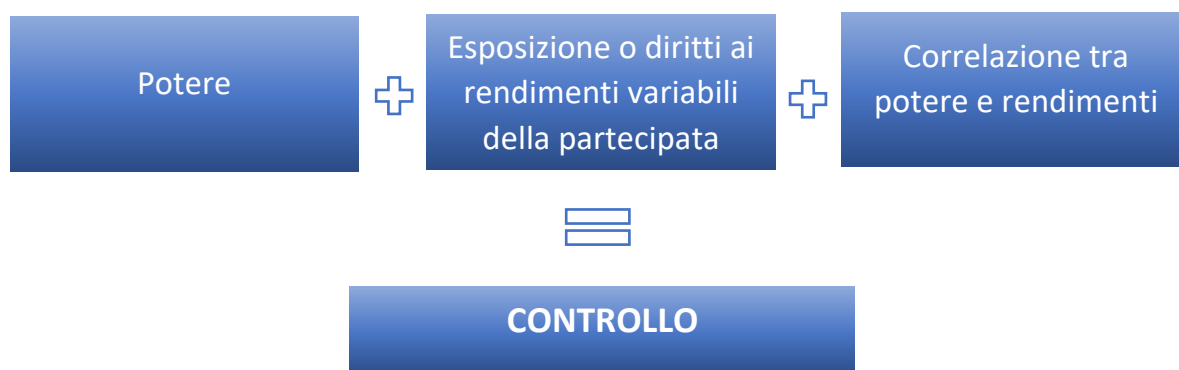 Potere
Esposizione o diritti ai
rendimenti variabili
della partecipata
Correlazione tra
potere e rendimenti
CONTROLLO